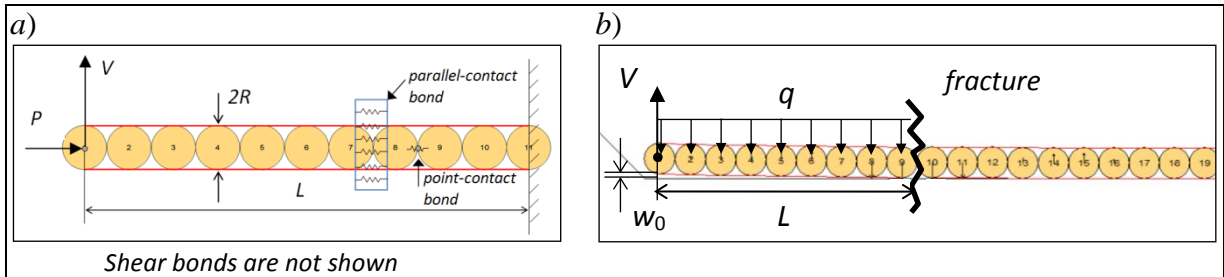 a)
V
P
2R
parallel-contact
bond
2 3 4 5 6 7 8 9 10 11
point-contact
bond
L
Shear bonds are not shown
b)
fracture
V
q
2 3 4 5 6 7 8 9 10 11 12 13 14 15 16 17 18 19
w0
L